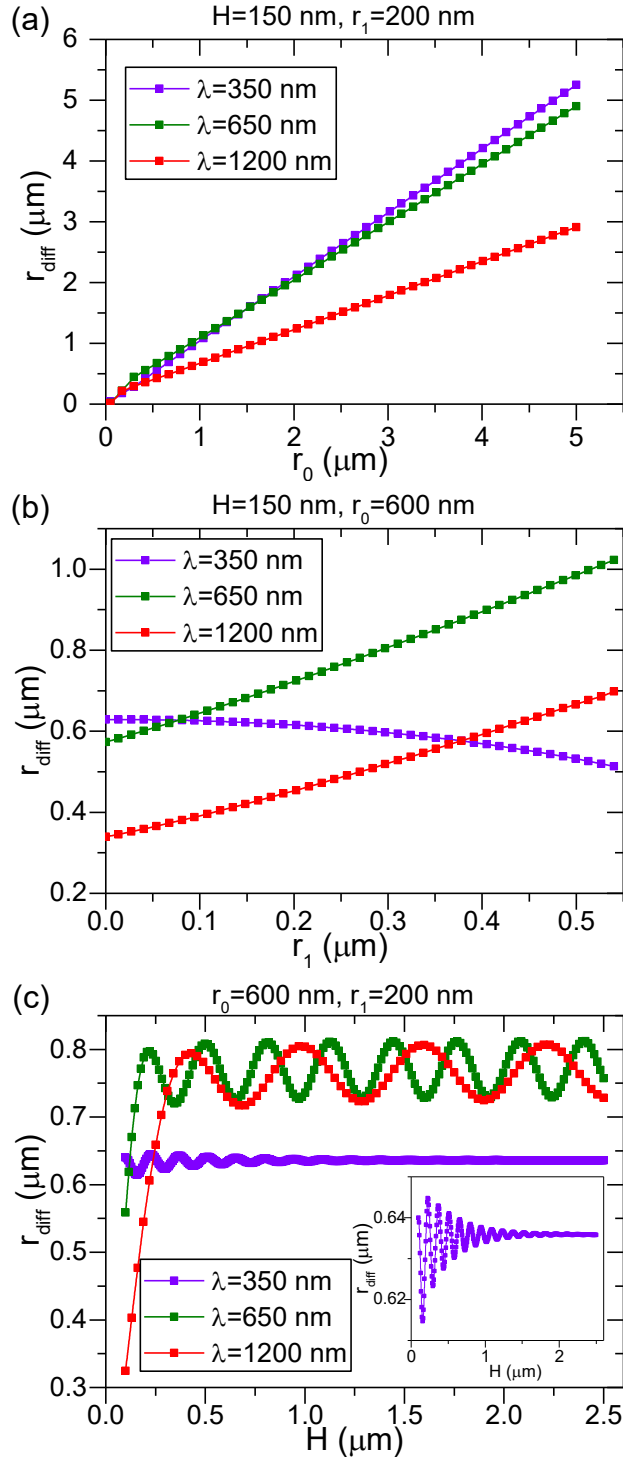 (a)
H=150 nm, r₁=200 nm
6
5
4
3
2
1
0
r_diff (μm)
λ=350 nm
λ=650 nm
λ=1200 nm
0 1 2 3 4 5
r₀ (μm)
(b)
H=150 nm, r₀=600 nm
1.0
0.8
0.6
0.4
0.2
r_diff (μm)
λ=350 nm
λ=650 nm
λ=1200 nm
0.0 0.1 0.2 0.3 0.4 0.5
r₁ (μm)
(c)
r₀=600 nm, r₁=200 nm
0.8
0.7
0.6
0.5
0.4
0.3
r_diff (μm)
λ=350 nm
λ=650 nm
λ=1200 nm
0.64
0.62
r_diff (μm)
0 1 2
H (μm)
0.0 0.5 1.0 1.5 2.0 2.5
H (μm)